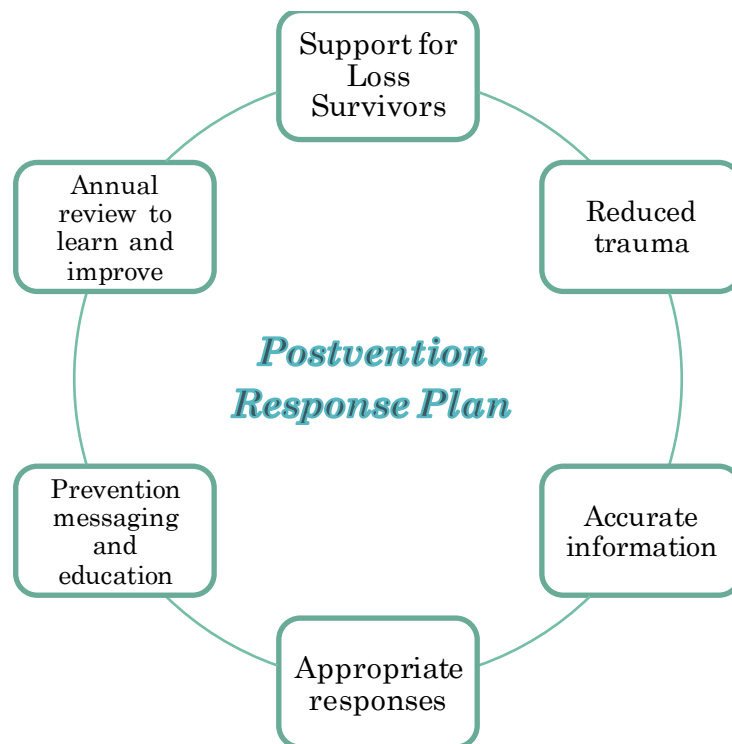 Support for
Loss
Survivors
Reduced
trauma
Accurate
information
Appropriate
responses
Prevention
messaging
and
education
Annual
review to
learn and
improve
Postvention
Response Plan